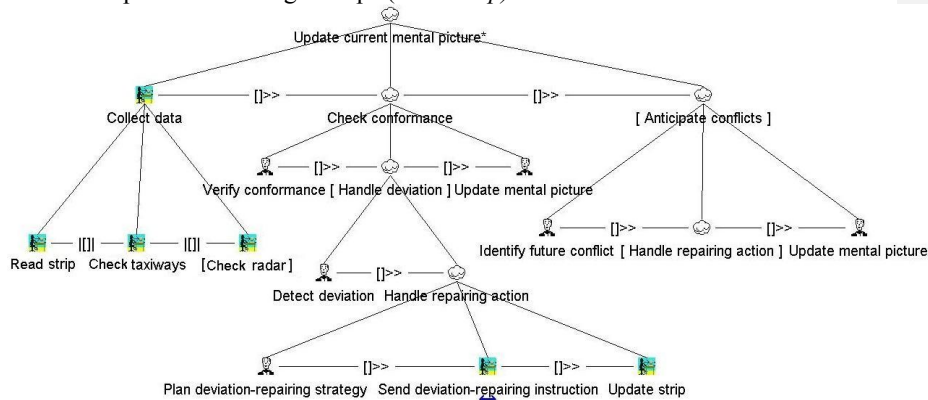 Update current mental picture*
[]>> []>>
Collect data Check conformance [ Anticipate conflicts ]
[]>> []>>
Verify conformance [ Handle deviation ] Update mental picture
[]>> []>>
Identify future conflict [ Handle repairing action ] Update mental picture
|[]| |[]|
Read strip Check taxiways [Check radar]
[]>>
Detect deviation Handle repairing action
[]>> []>>
Plan deviation-repairing strategy Send deviation-repairing instruction Update strip